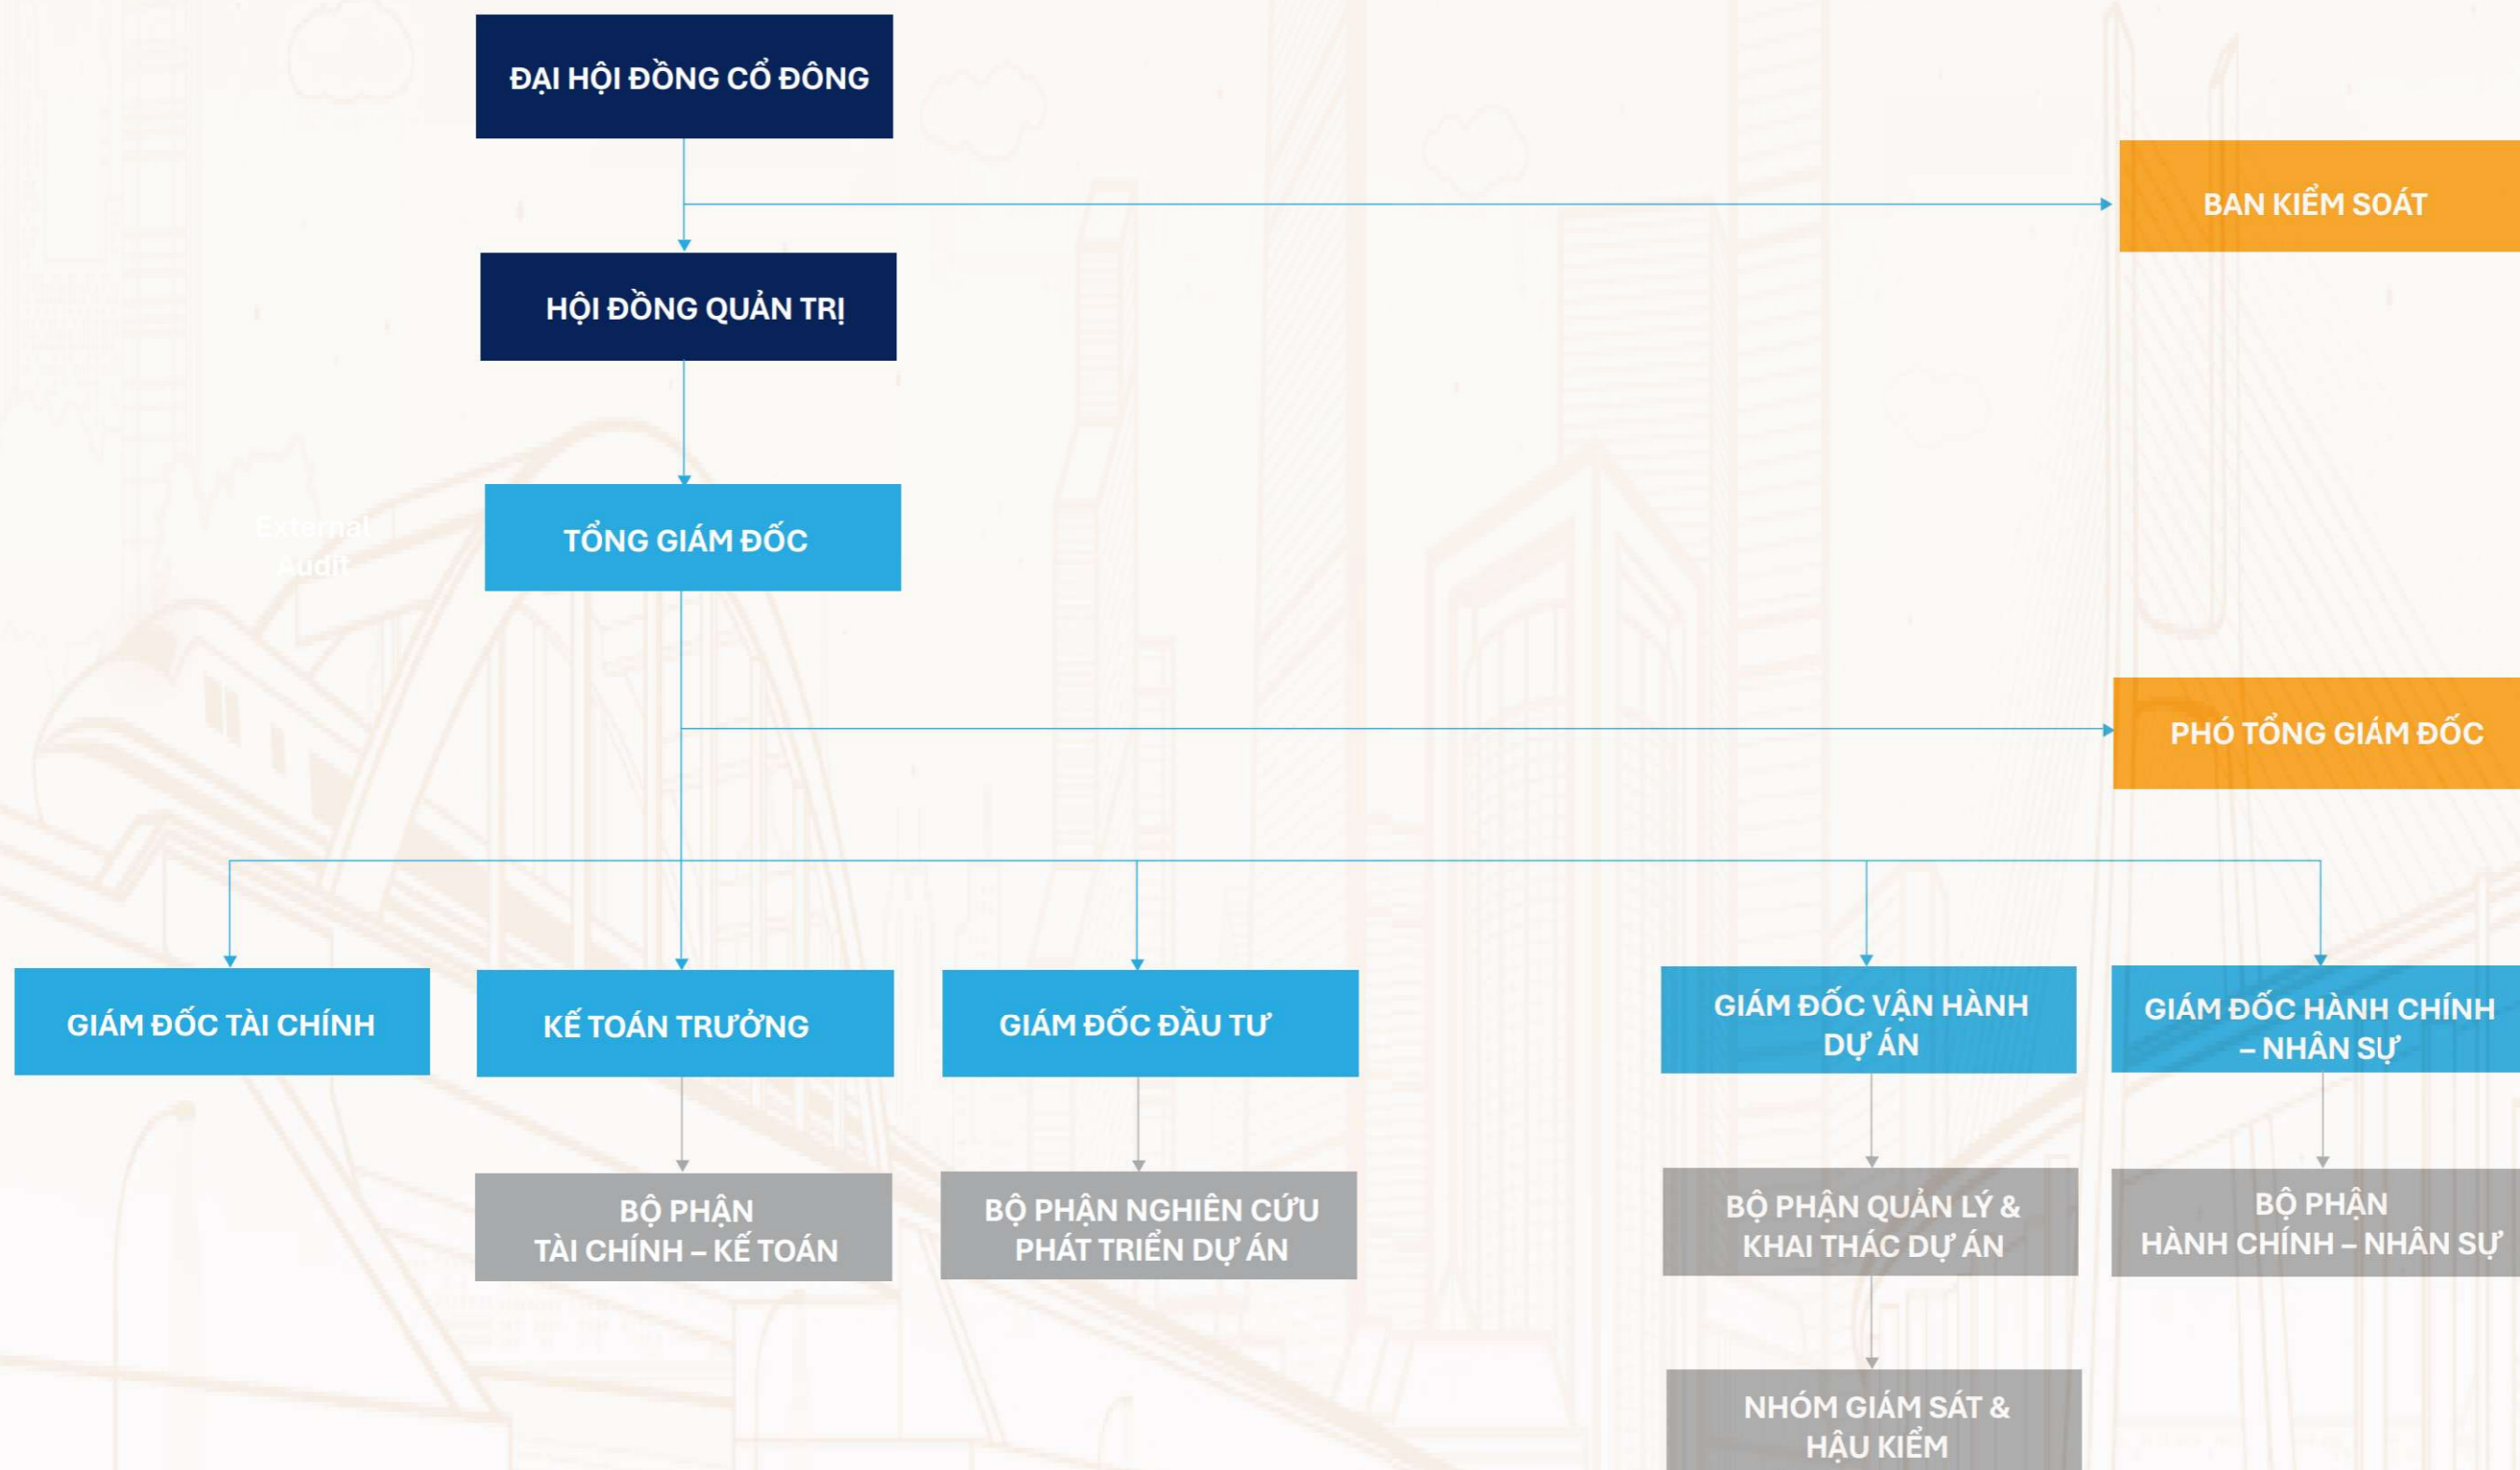 ĐẠI HỘI ĐỒNG CỔ ĐÔNG
BAN KIỂM SOÁT
HỘI ĐỒNG QUẢN TRỊ
External
Audit
TỔNG GIÁM ĐỐC
PHÓ TỔNG GIÁM ĐỐC
GIÁM ĐỐC TÀI CHÍNH
KẾ TOÁN TRƯỞNG
GIÁM ĐỐC ĐẦU TƯ
GIÁM ĐỐC VẬN HÀNH
DỰ ÁN
GIÁM ĐỐC HÀNH CHÍNH
– NHÂN SỰ
BỘ PHẬN
TÀI CHÍNH – KẾ TOÁN
BỘ PHẬN NGHIÊN CỨU
PHÁT TRIỂN DỰ ÁN
BỘ PHẬN QUẢN LÝ &
KHAI THÁC DỰ ÁN
BỘ PHẬN
HÀNH CHÍNH – NHÂN SỰ
NHÓM GIÁM SÁT &
HẬU KIỂM